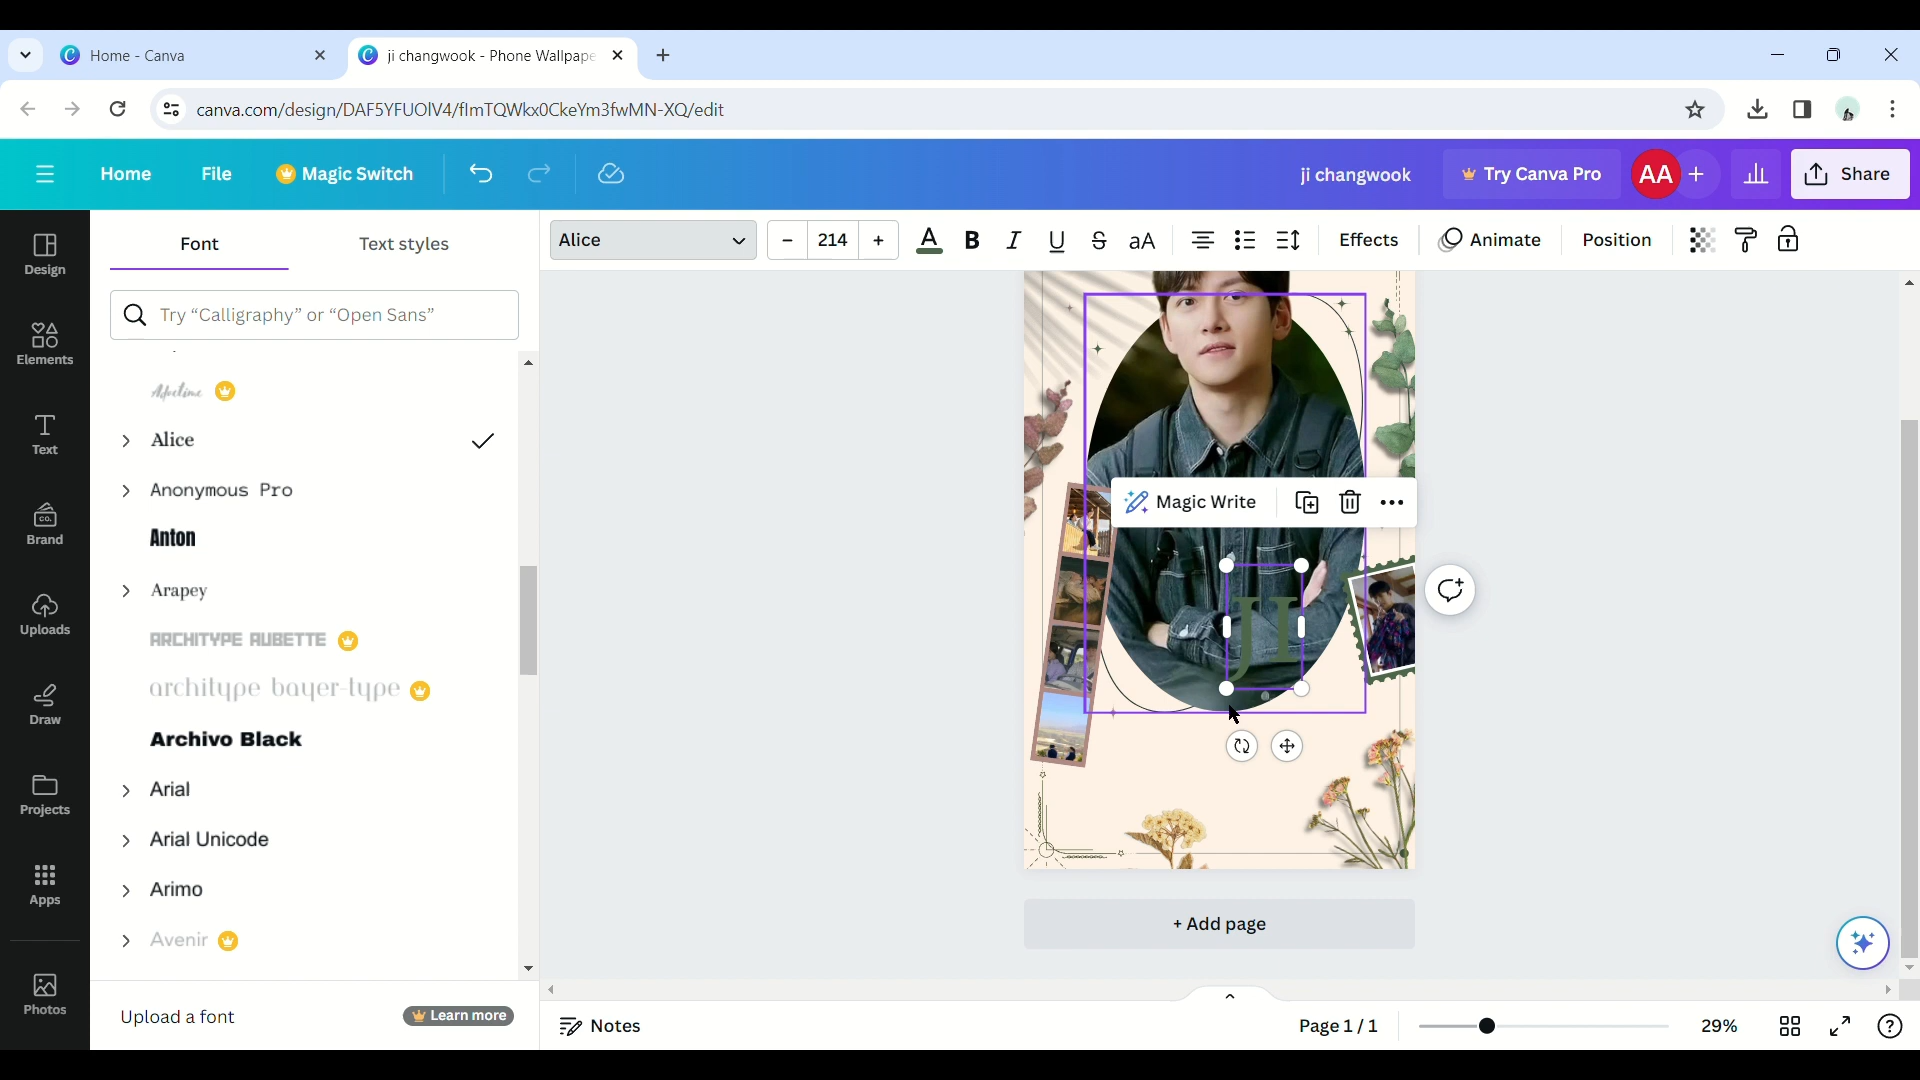 Home - Canva
ji changwook - Phone Wallpape
canva.com/design/DAF5YFUOlV4/flmTQWkx0CkeYm3fwMN-XQ/edit
Home
File
Magic Switch
ji changwook
Try Canva Pro
AA
Share
Font
Text styles
Alice
214
A
B
I
U
S
aA
Effects
Animate
Position
Try “Calligraphy” or “Open Sans”
Design
Elements
Text
Brand
Uploads
Draw
Projects
Apps
Photos
Alice
Anonymous Pro
Anton
Arapey
ARCHITYPE AUBETTE
architype bayer-type
Archivo Black
Arial
Arial Unicode
Arimo
Avenir
Upload a font
Learn more
Magic Write
JI
+ Add page
Notes
Page 1 / 1
29%